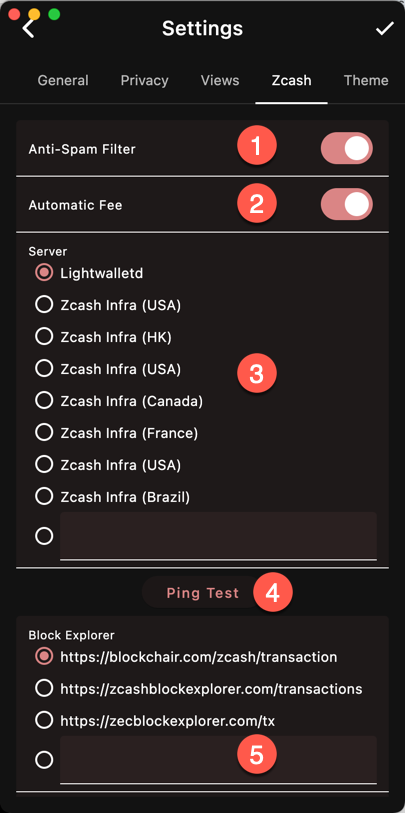 Settings
General Privacy Views Zcash Theme
Anti-Spam Filter 1
Automatic Fee 2
Server
Lightwalletd
Zcash Infra (USA)
Zcash Infra (HK)
Zcash Infra (USA) 3
Zcash Infra (Canada)
Zcash Infra (France)
Zcash Infra (USA)
Zcash Infra (Brazil)
Ping Test 4
Block Explorer
https://blockchair.com/zcash/transaction
https://zcashblockexplorer.com/transactions
https://zecblockexplorer.com/tx
5